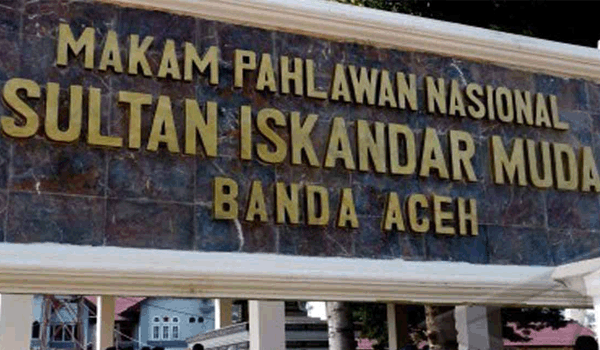 MAKAM PAHLAWAN NASIONAL
SULTAN ISKANDAR MUDA
BANDA ACEH